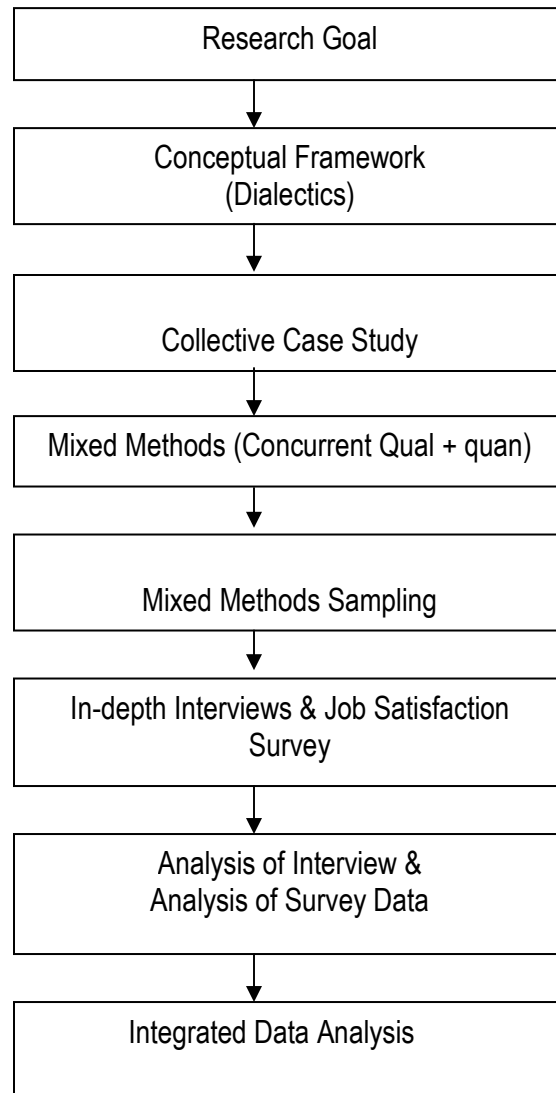 Research Goal
Conceptual Framework
(Dialectics)
Collective Case Study
Mixed Methods (Concurrent Qual + quan)
Mixed Methods Sampling
In-depth Interviews & Job Satisfaction
Survey
Analysis of Interview &
Analysis of Survey Data
Integrated Data Analysis